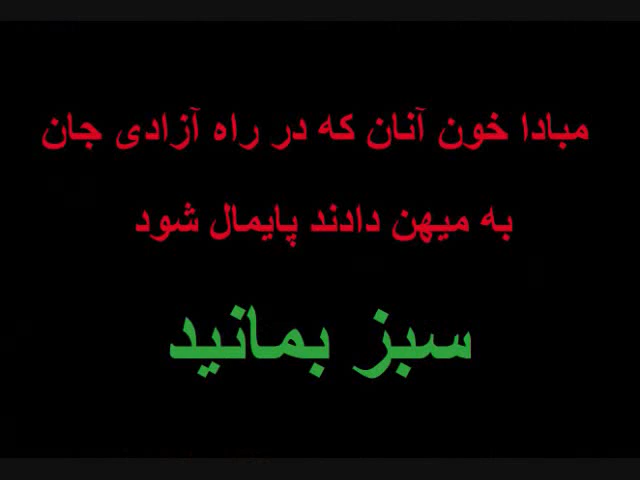 مبادا خون آنان که در راه آزادی جان
به میهن دادند پایمال شود
سبز بمانید